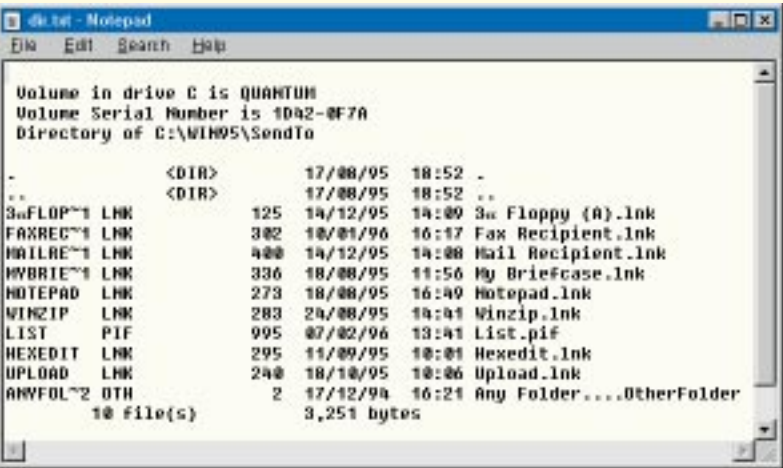 dir.txt - Notepad
File Edit Search Help
Volume in drive C is QUANTUM
Volume Serial Number is 1D42-0F7A
Directory of C:\WIN95\SendTo
. <DIR> 17/08/95 18:52 .
.. <DIR> 17/08/95 18:52 ..
3½FLOP~1 LNK 125 14/12/95 14:09 3½ Floppy (A).lnk
FAXREC~1 LNK 302 10/01/96 16:17 Fax Recipient.lnk
MAILRE~1 LNK 400 14/12/95 14:08 Mail Recipient.lnk
MYBRIE~1 LNK 336 18/08/95 11:56 My Briefcase.lnk
NOTEPAD LNK 273 18/08/95 16:49 Notepad.lnk
WINZIP LNK 283 24/08/95 14:41 Winzip.lnk
LIST PIF 995 07/02/96 13:41 List.pif
HEXEDIT LNK 295 11/09/95 10:01 Hexedit.lnk
UPLOAD LNK 240 18/10/95 10:06 Upload.lnk
ANYFOL~2 OTH 2 17/12/94 16:21 Any Folder....OtherFolder
10 file(s) 3,251 bytes